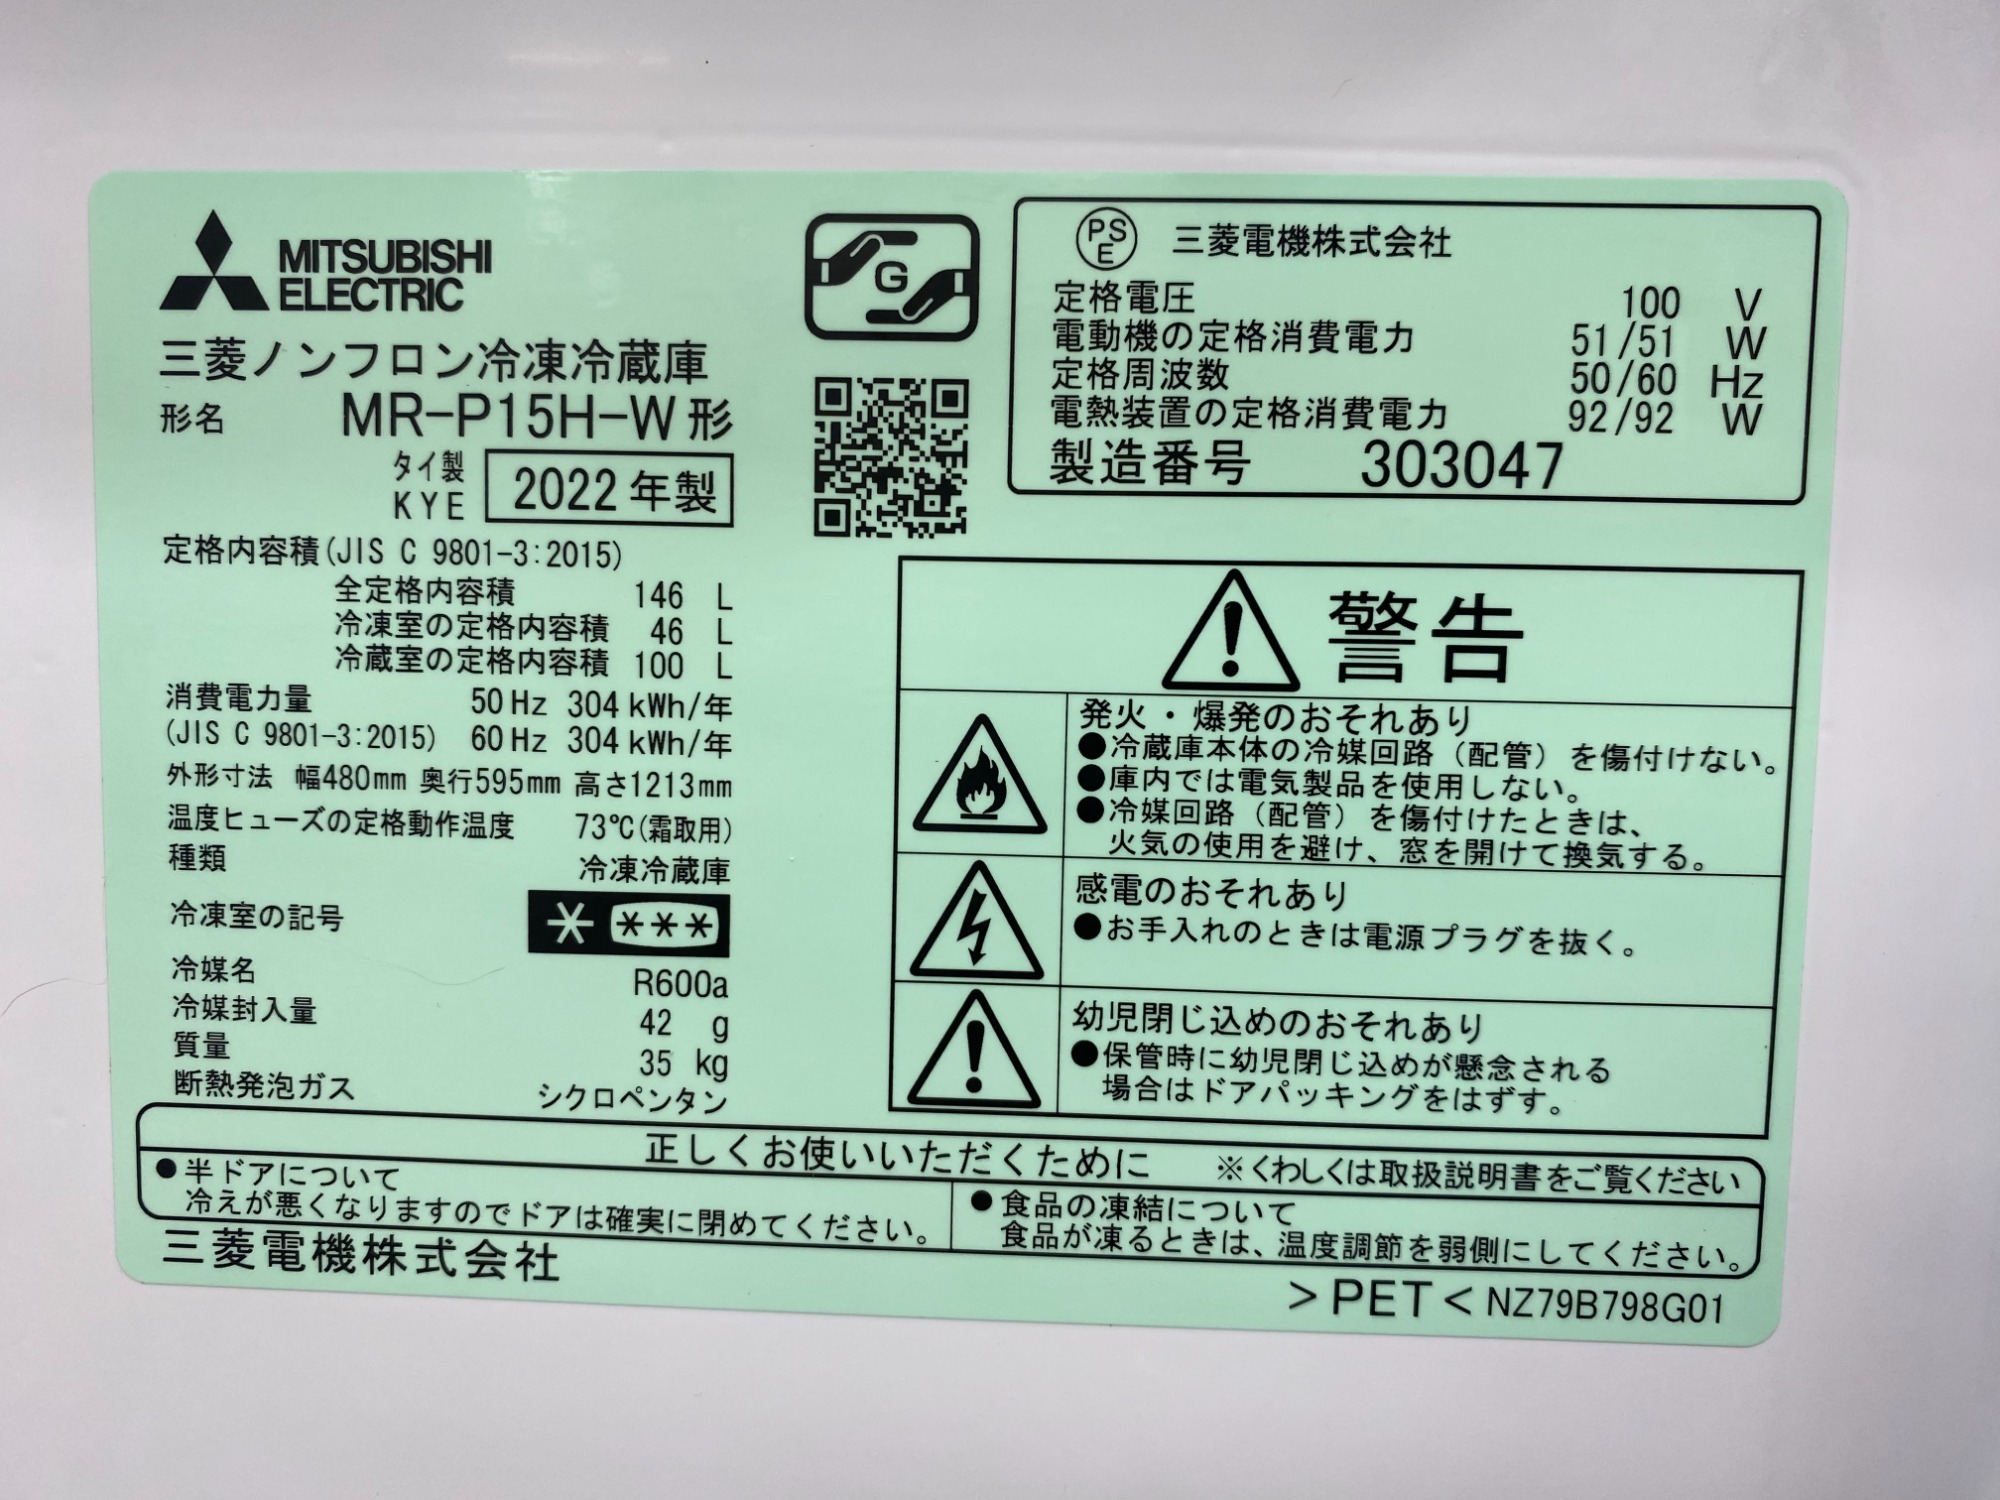 MITSUBISHI
ELECTRIC
三菱ノンフロン冷凍冷蔵庫
形名 MR-P15H-W 形
タイ製
KYE
2022 年製
定格内容積(JIS C 9801-3:2015)
全定格内容積 146 L
冷凍室の定格内容積 46 L
冷蔵室の定格内容積 100 L
消費電力量 50 Hz 304 kWh/年
(JIS C 9801-3:2015) 60 Hz 304 kWh/年
外形寸法 幅480mm 奥行595mm 高さ1213mm
温度ヒューズの定格動作温度 73℃(霜取用)
種類 冷凍冷蔵庫
冷凍室の記号 * ***
冷媒名 R600a
冷媒封入量 42 g
質量 35 kg
断熱発泡ガス シクロペンタン
G
PSE 三菱電機株式会社
定格電圧 100 V
電動機の定格消費電力 51/51 W
定格周波数 50/60 Hz
電熱装置の定格消費電力 92/92 W
製造番号 303047
警告
発火・爆発のおそれあり
●冷蔵庫本体の冷媒回路(配管)を傷付けない。
●庫内では電気製品を使用しない。
●冷媒回路(配管)を傷付けたときは、
火気の使用を避け、窓を開けて換気する。
感電のおそれあり
●お手入れのときは電源プラグを抜く。
幼児閉じ込めのおそれあり
●保管時に幼児閉じ込めが懸念される
場合はドアパッキングをはずす。
正しくお使いいただくために ※くわしくは取扱説明書をご覧ください
●半ドアについて
冷えが悪くなりますのでドアは確実に閉めてください。
●食品の凍結について
食品が凍るときは、温度調節を弱側にしてください。
三菱電機株式会社
>PET< NZ79B798G01